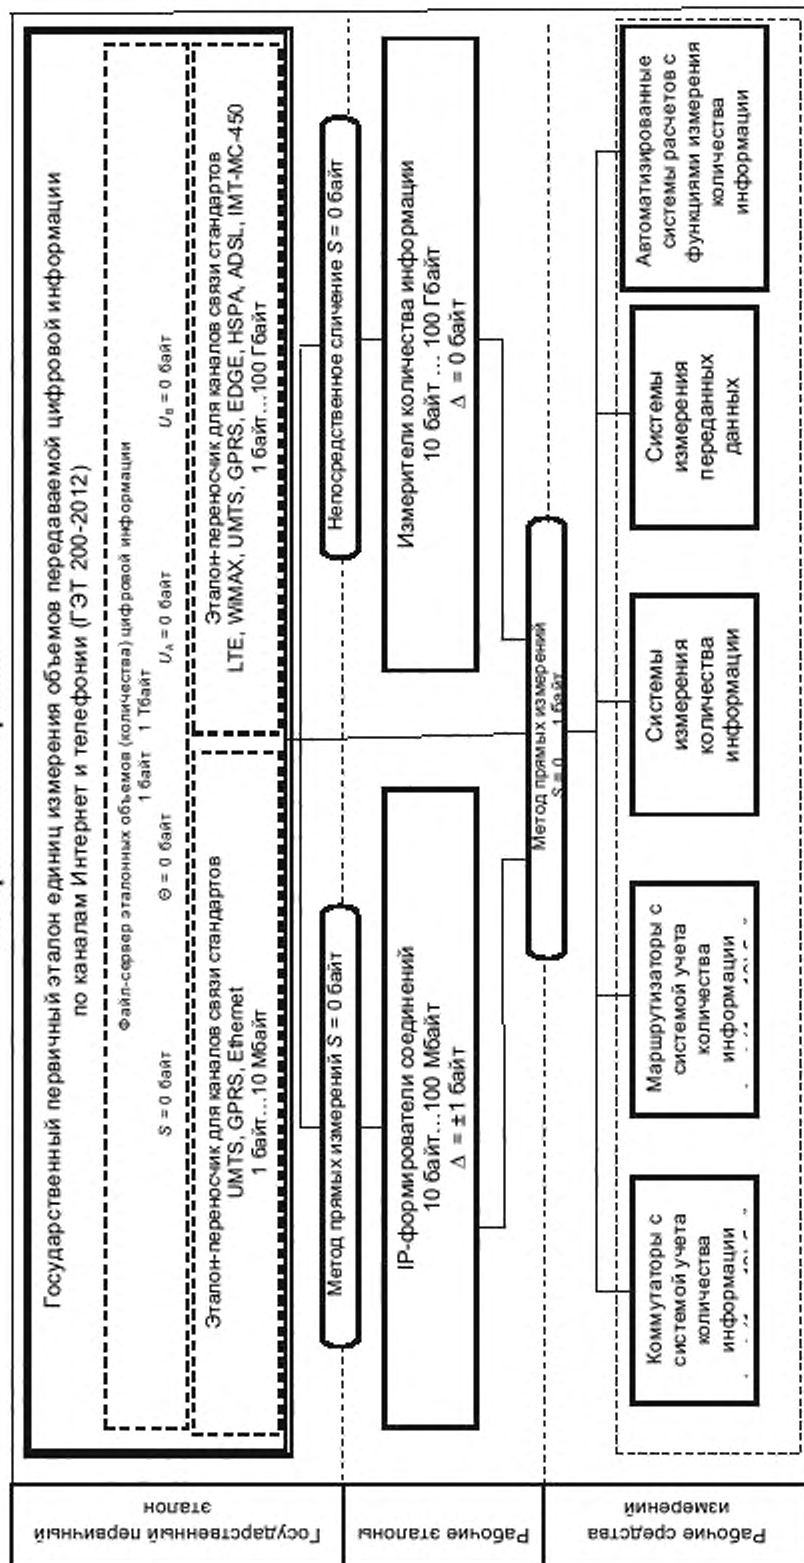 Государственный первичный эталон
Рабочие эталоны
Рабочие средства измерений
Государственный первичный эталон единиц измерения объемов передаваемой цифровой информации
по каналам Интернет и телефонии (ГЭТ 200-2012)
Файл-сервер эталонных объемов (количества) цифровой информации
1 байт 1 Тбайт
S = 0 байт Θ = 0 байт U_A = 0 байт U_B = 0 байт
Эталон-переносчик для каналов связи стандартов
UMTS, GPRS, Ethernet
1 байт…10 Мбайт
Эталон-переносчик для каналов связи стандартов
LTE, WiMAX, UMTS, GPRS, EDGE, HSPA, ADSL, IMT-MC-450
1 байт…100 Гбайт
Метод прямых измерений S = 0 байт
Непосредственное сличение S = 0 байт
IP-формирователи соединений
10 байт…100 Мбайт
Δ = ±1 байт
Измерители количества информации
10 байт … 100 Гбайт
Δ = 0 байт
Метод прямых измерений
S = 0 1 байт
Коммутаторы с
системой учета
количества
информации
Маршрутизаторы с
системой учета
количества
информации
Системы
измерения
количества
информации
Системы
измерения
переданных
данных
Автоматизированные
системы расчетов с
функциями измерения
количества
информации